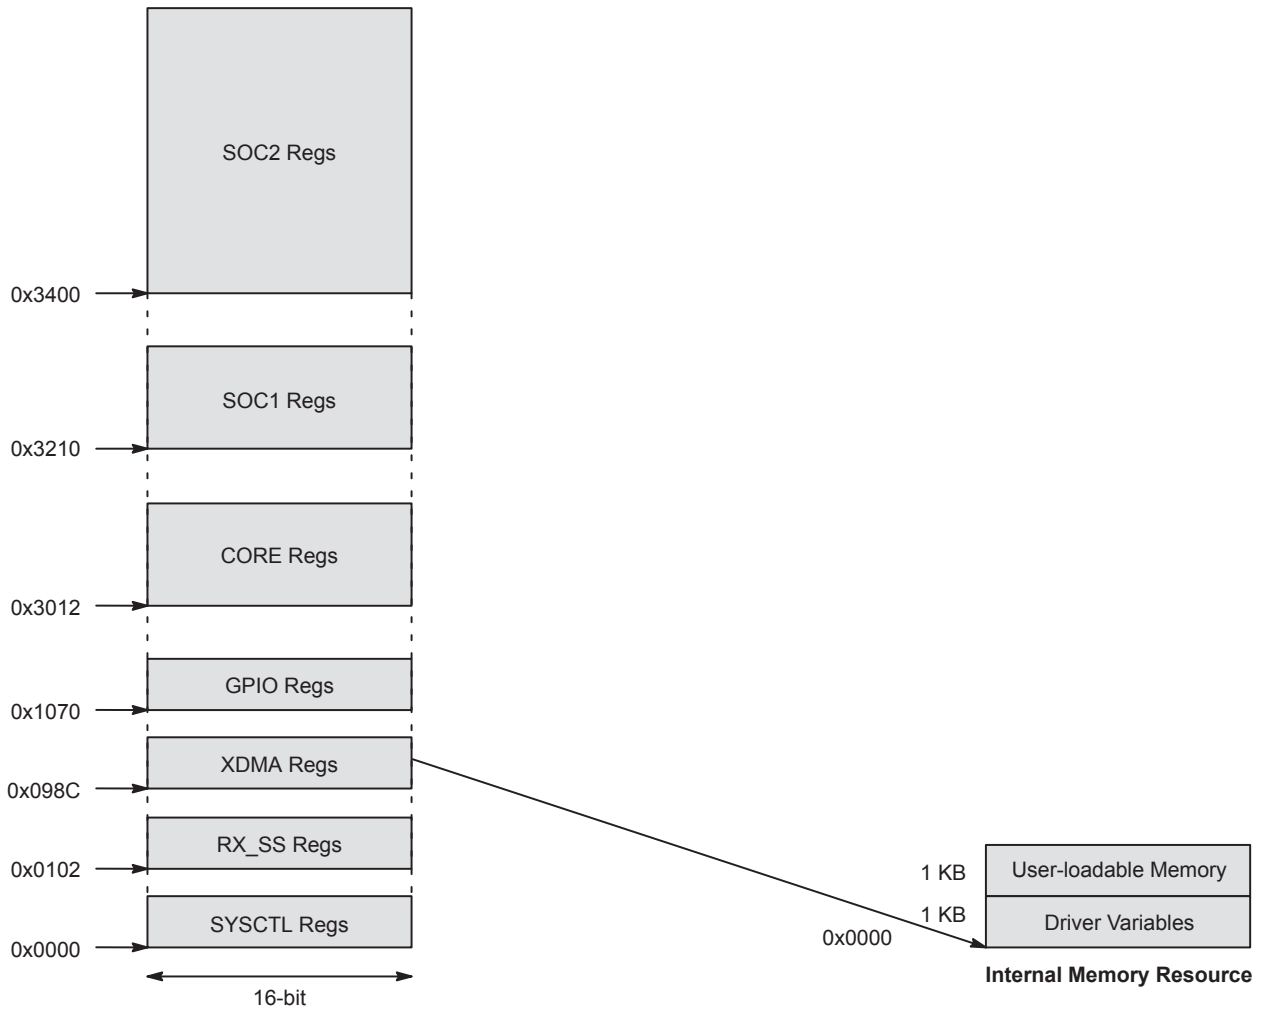 SOC2 Regs
0x3400
SOC1 Regs
0x3210
CORE Regs
0x3012
GPIO Regs
0x1070
XDMA Regs
0x098C
RX_SS Regs
0x0102
SYSCTL Regs
0x0000
16-bit
1 KB
User-loadable Memory
1 KB
Driver Variables
0x0000
Internal Memory Resource